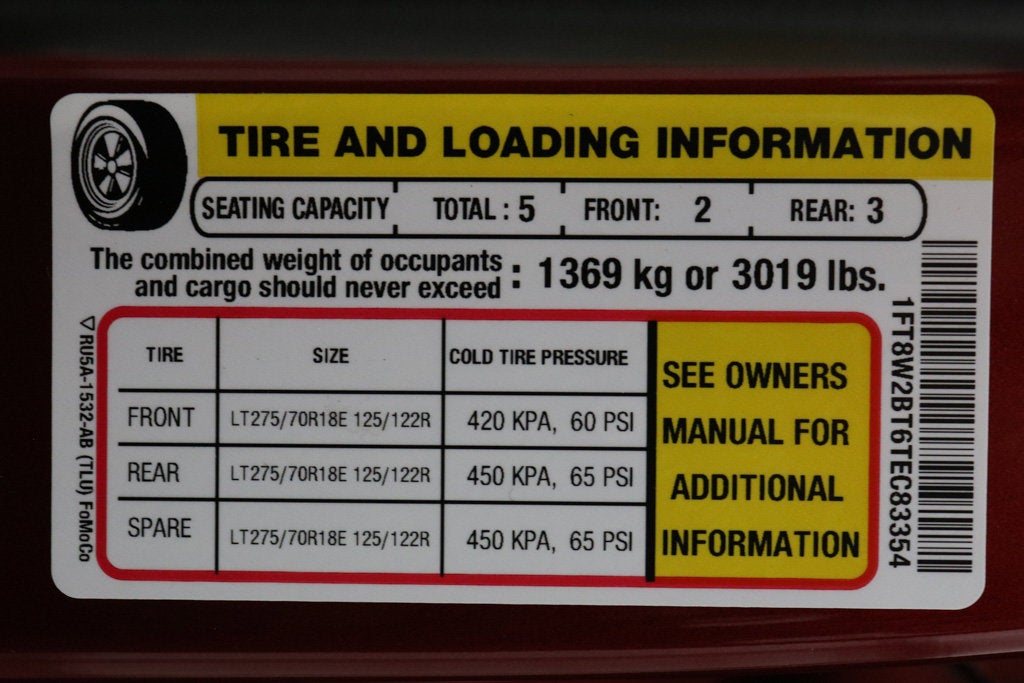 TIRE AND LOADING INFORMATION
SEATING CAPACITY TOTAL : 5 FRONT: 2 REAR: 3
The combined weight of occupants
and cargo should never exceed : 1369 kg or 3019 lbs.
TIRE SIZE COLD TIRE PRESSURE
FRONT LT275/70R18E 125/122R 420 KPA, 60 PSI
REAR LT275/70R18E 125/122R 450 KPA, 65 PSI
SPARE LT275/70R18E 125/122R 450 KPA, 65 PSI
SEE OWNERS
MANUAL FOR
ADDITIONAL
INFORMATION
1FT8W2BT6TEC83354
RU5A-1532-AB (TLU) FoMoCo